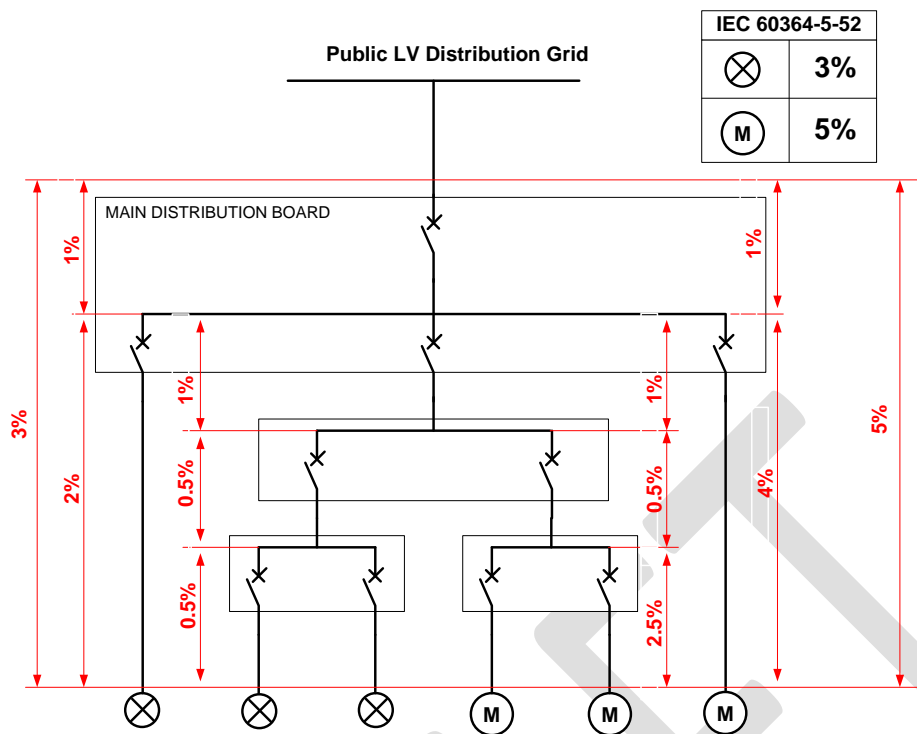 IEC 60364-5-52
3%
M
5%
Public LV Distribution Grid
MAIN DISTRIBUTION BOARD
1%
1%
3%
2%
1%
1%
4%
5%
0.5%
0.5%
0.5%
2.5%
M
M
M